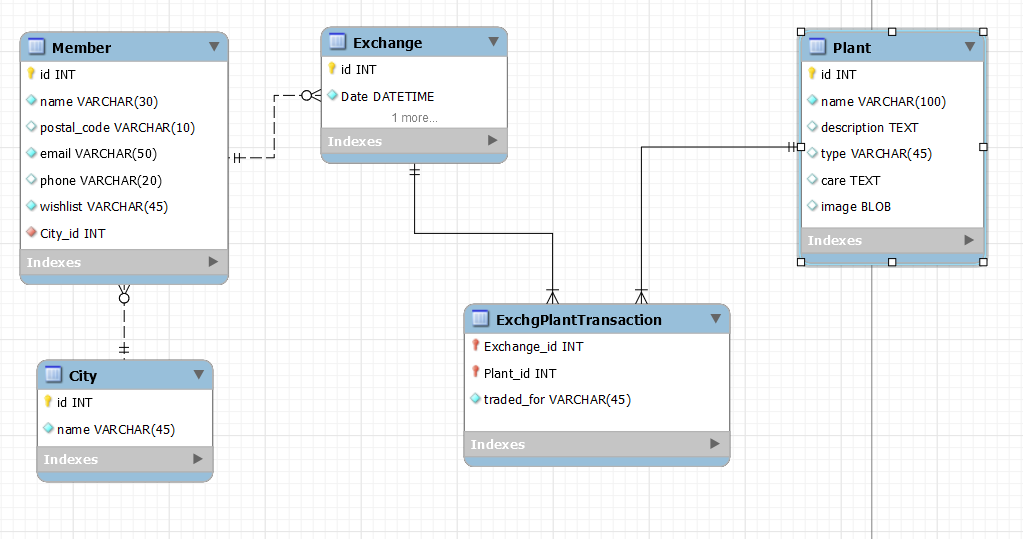 Member
id INT
name VARCHAR(30)
postal_code VARCHAR(10)
email VARCHAR(50)
phone VARCHAR(20)
wishlist VARCHAR(45)
City_id INT
Indexes
Exchange
id INT
Date DATETIME
1 more...
Indexes
Plant
id INT
name VARCHAR(100)
description TEXT
type VARCHAR(45)
care TEXT
image BLOB
Indexes
City
id INT
name VARCHAR(45)
Indexes
ExchgPlantTransaction
Exchange_id INT
Plant_id INT
traded_for VARCHAR(45)
Indexes